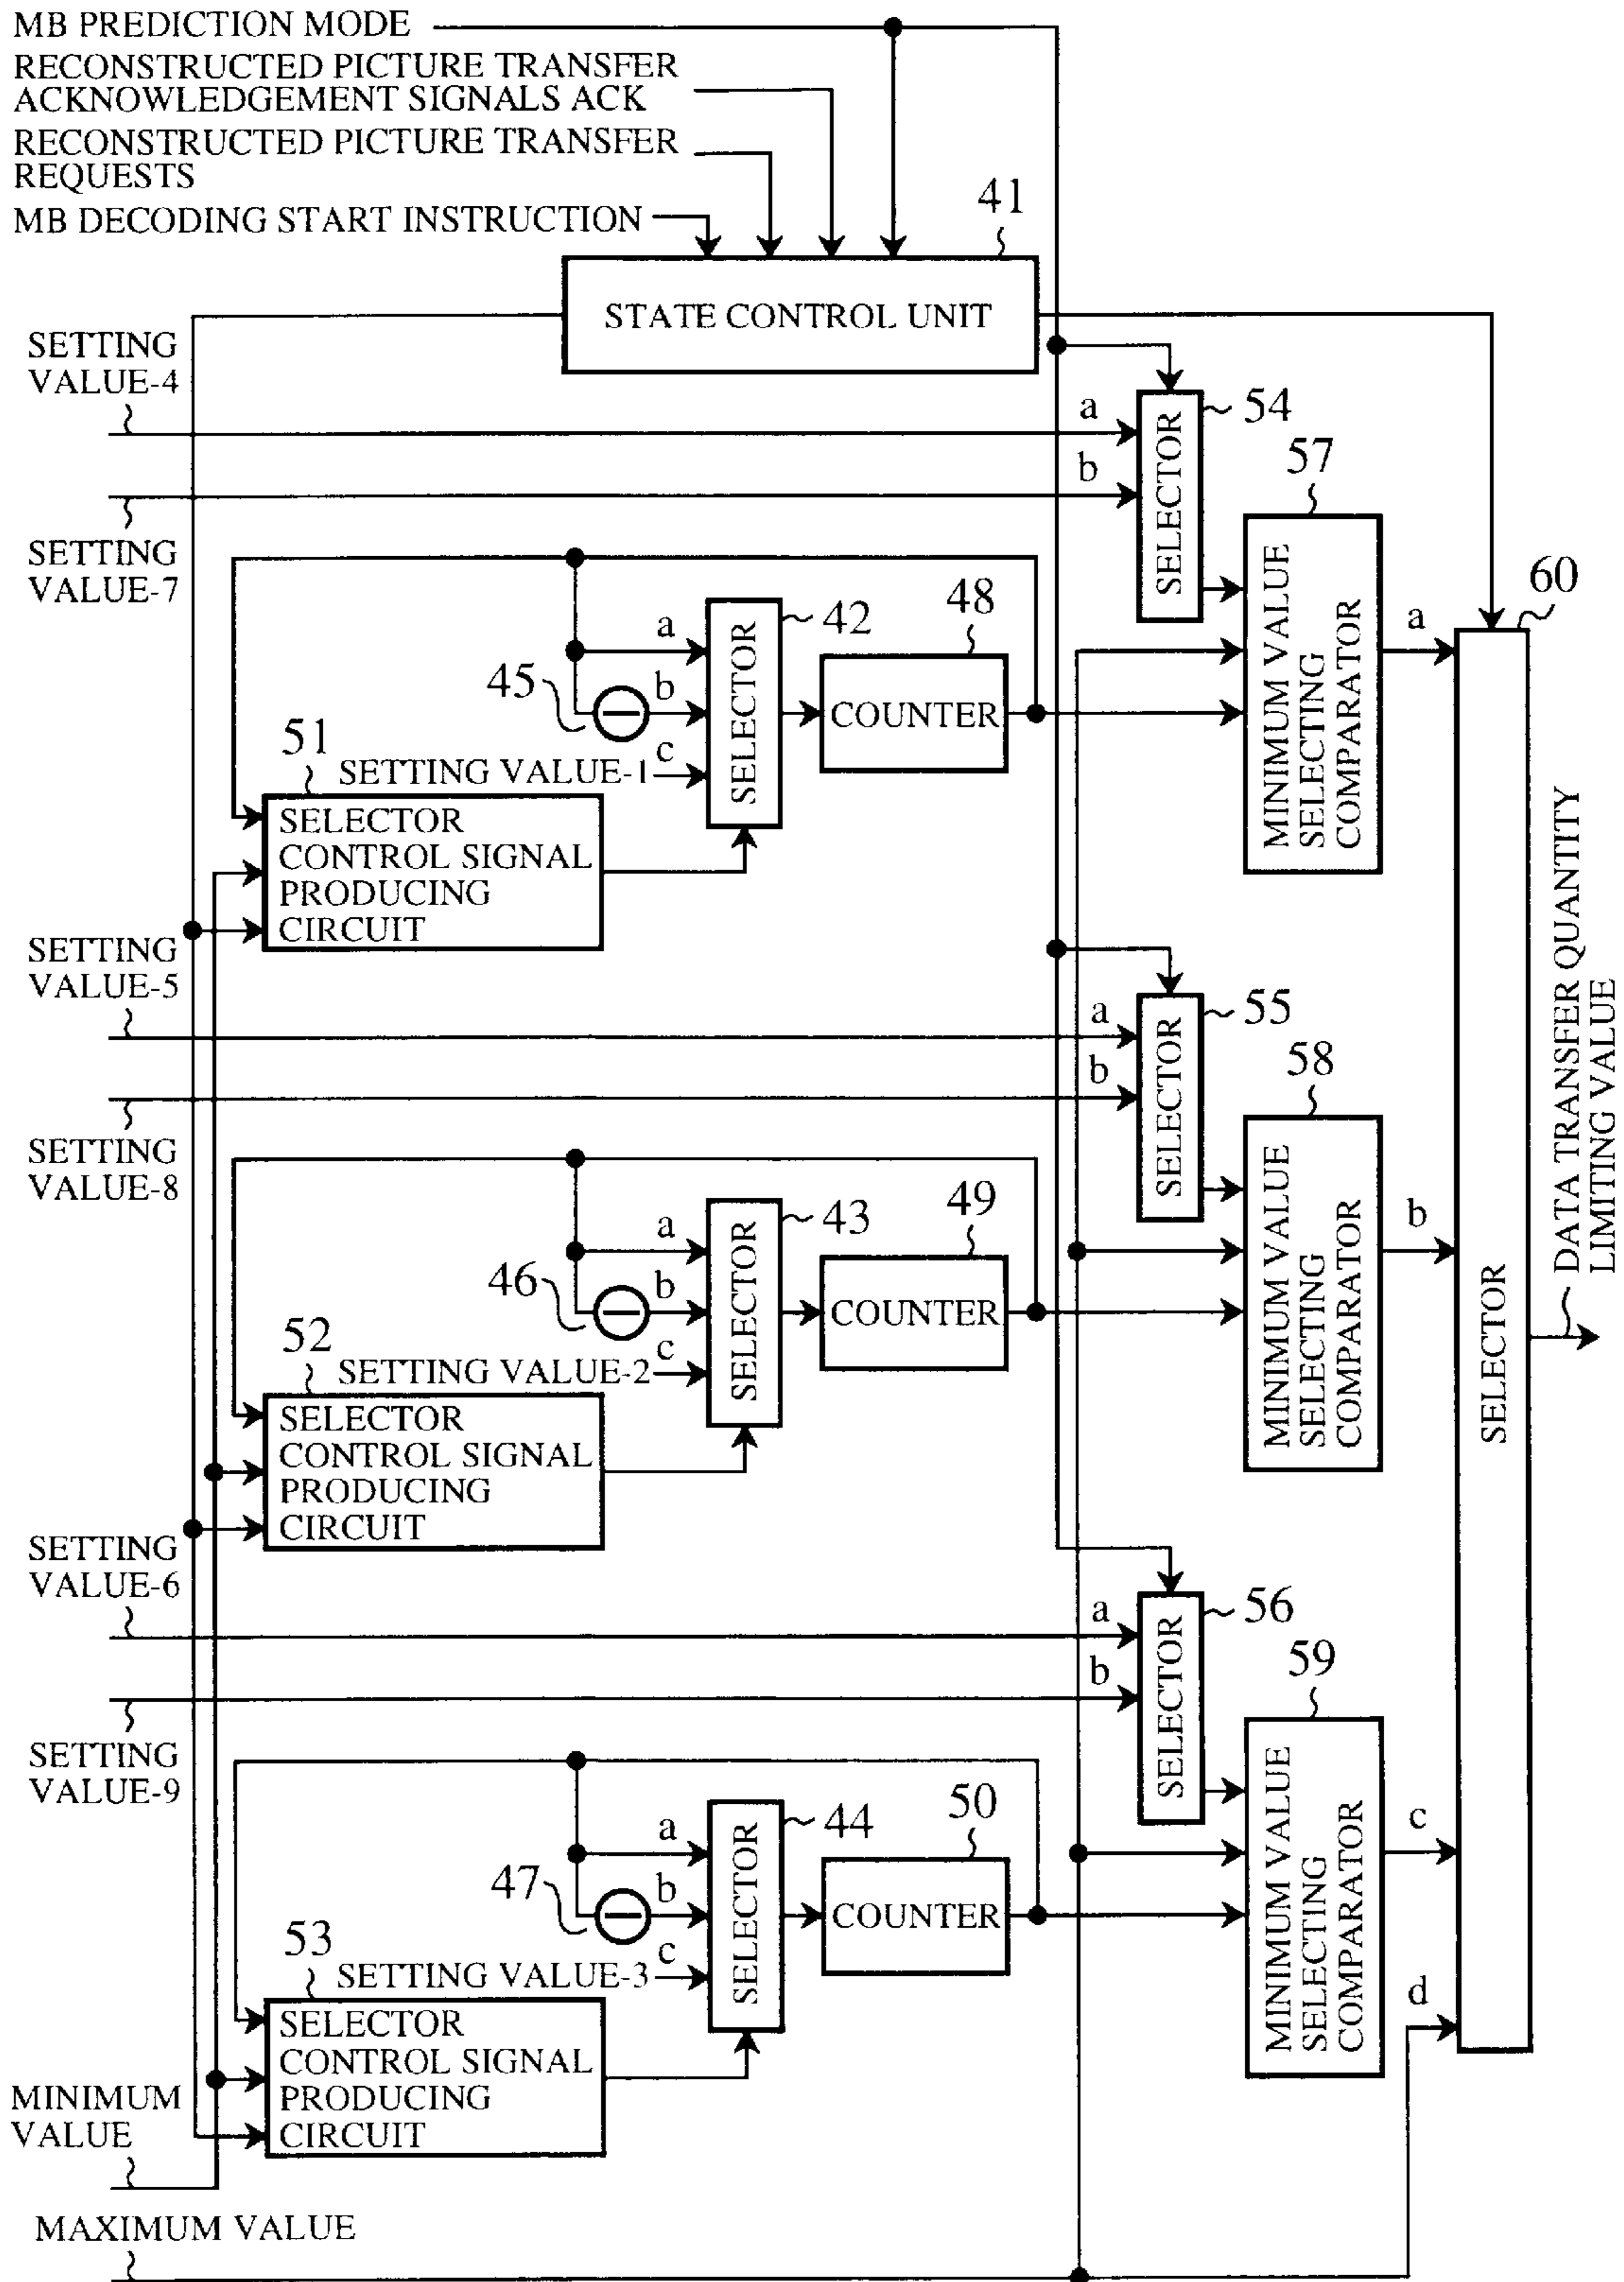 MB PREDICTION MODE
RECONSTRUCTED PICTURE TRANSFER
ACKNOWLEDGEMENT SIGNALS ACK
RECONSTRUCTED PICTURE TRANSFER
REQUESTS
MB DECODING START INSTRUCTION
41
STATE CONTROL UNIT
SETTING
VALUE-4
a
b
SELECTOR
54
SETTING
VALUE-7
57
MINIMUM VALUE
SELECTING
COMPARATOR
a
60
45
a
b
c
SELECTOR
42
48
COUNTER
SETTING VALUE-1
51
SELECTOR
CONTROL SIGNAL
PRODUCING
CIRCUIT
SETTING
VALUE-5
a
b
SELECTOR
55
SETTING
VALUE-8
58
MINIMUM VALUE
SELECTING
COMPARATOR
b
SELECTOR
DATA TRANSFER QUANTITY
LIMITING VALUE
46
a
b
c
SELECTOR
43
49
COUNTER
SETTING VALUE-2
52
SELECTOR
CONTROL SIGNAL
PRODUCING
CIRCUIT
SETTING
VALUE-6
a
b
SELECTOR
56
SETTING
VALUE-9
59
MINIMUM VALUE
SELECTING
COMPARATOR
c
d
47
a
b
c
SELECTOR
44
50
COUNTER
SETTING VALUE-3
53
SELECTOR
CONTROL SIGNAL
PRODUCING
CIRCUIT
MINIMUM
VALUE
MAXIMUM VALUE